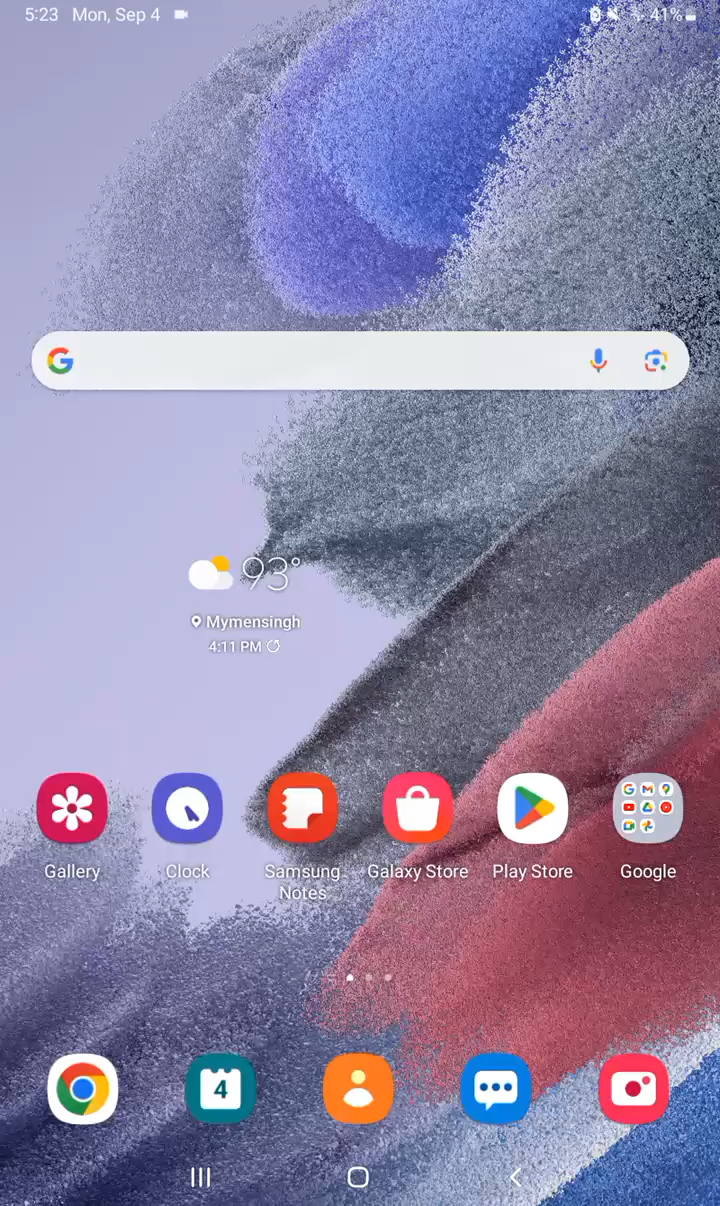 5:23 Mon, Sep 4 41%
93°
Mymensingh
4:11 PM
Gallery Clock Samsung Notes Galaxy Store Play Store Google
4